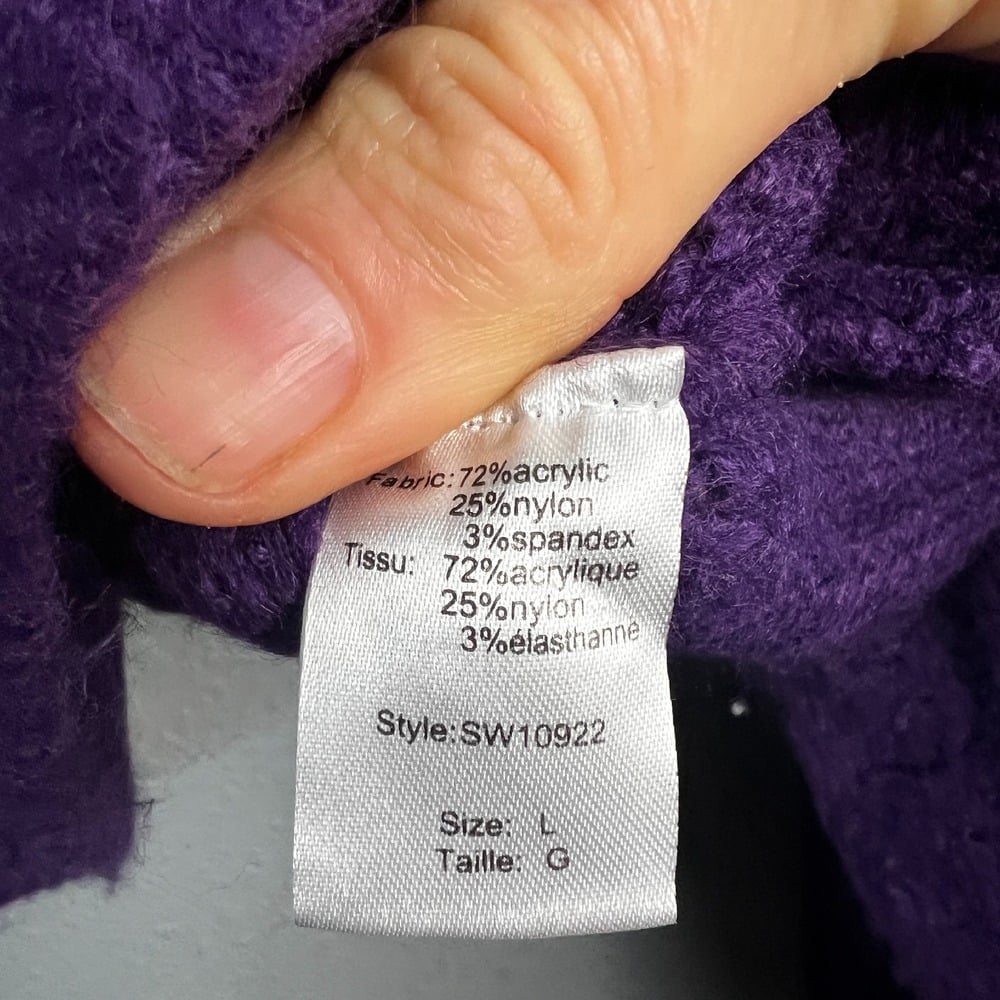 Fabric:72%acrylic
25%nylon
3%spandex
Tissu: 72%acrylique
25%nylon
3%élasthanne
Style:SW10922
Size: L
Taille: G